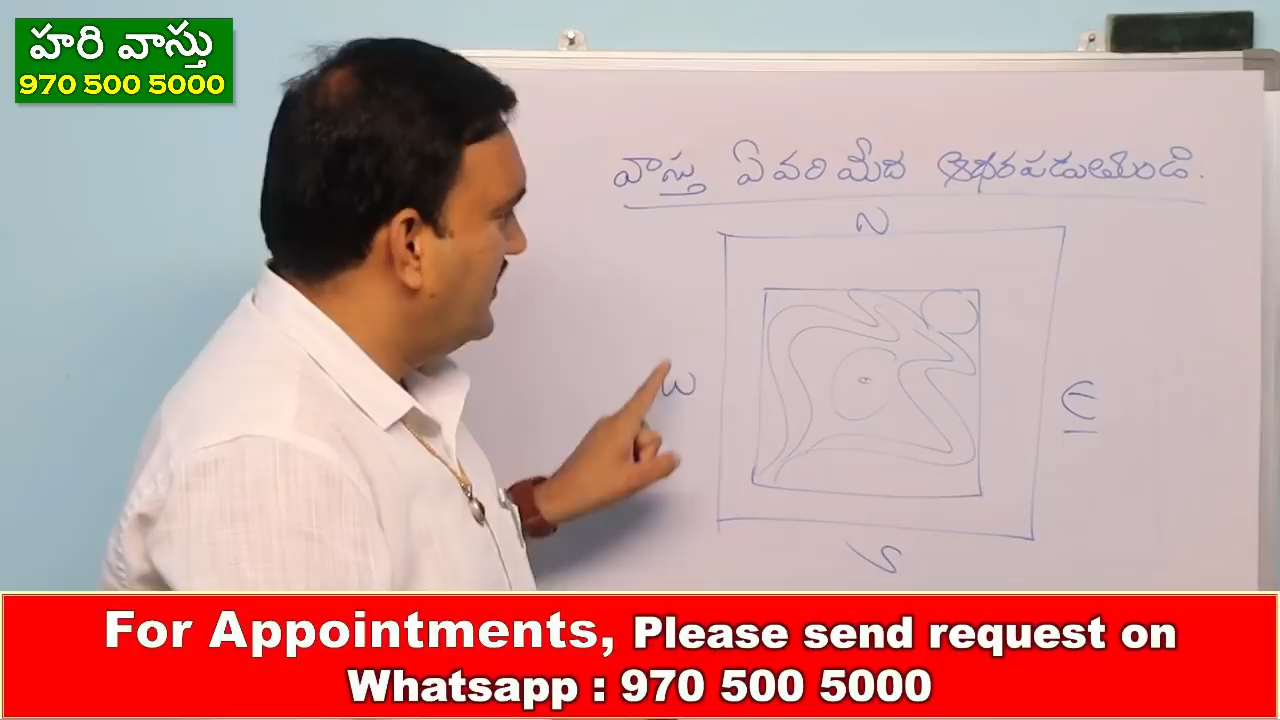 హరి వాస్తు
970 500 5000
వాస్తు ఏవరి మీద ఆధారపడుతుంది.
N
W
E
S
For Appointments, Please send request on
Whatsapp : 970 500 5000